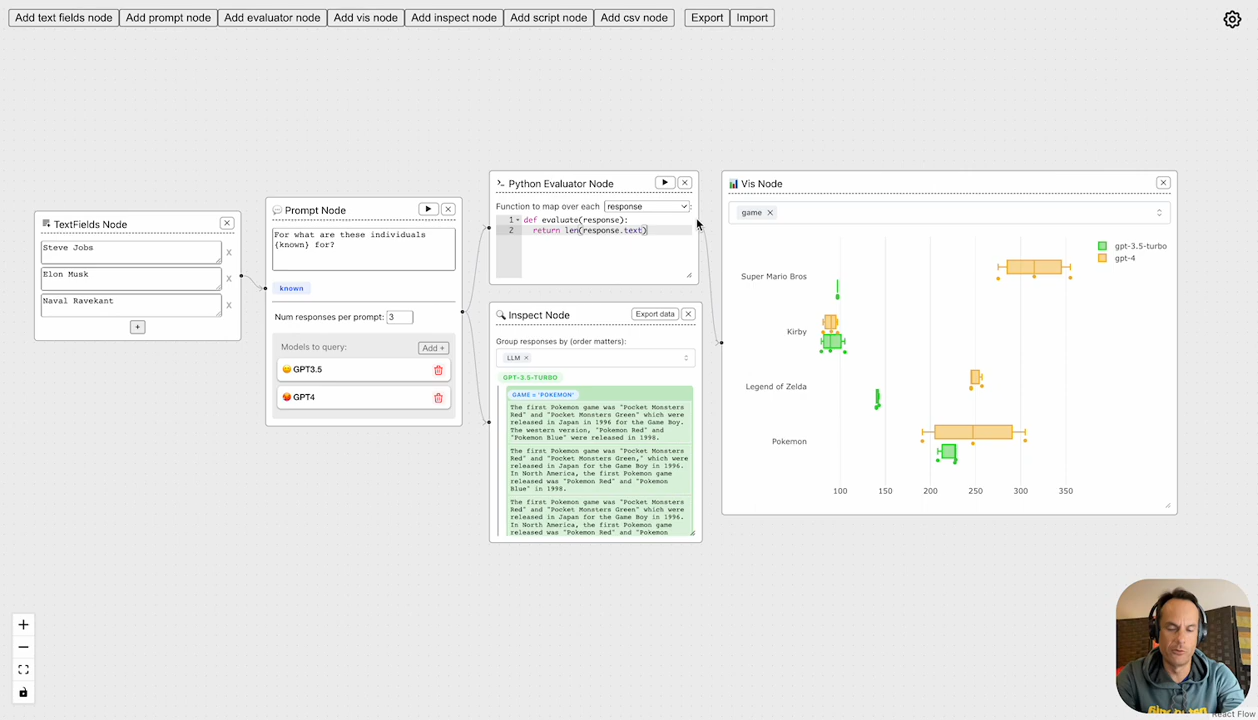 Add text fields node
Add prompt node
Add evaluator node
Add vis node
Add inspect node
Add script node
Add csv node
Export
Import
TextFields Node
X
Steve Jobs
X
Elon Musk
X
Naval Ravekant
X
+
Prompt Node
X
For what are these individuals
{known} for?
known
Num responses per prompt: 3
Models to query:
Add +
GPT3.5
GPT4
Python Evaluator Node
X
Function to map over each response :
1 def evaluate(response):
2 return len(response.text)
Inspect Node
Export data
X
Group responses by (order matters):
LLM ×
GPT-3.5-TURBO
GAME = 'POKEMON'
The first Pokemon game was "Pocket Monsters
Red" and "Pocket Monsters Green" which were
released in Japan in 1996 for the Game Boy.
The western version, "Pokemon Red" and
"Pokemon Blue" were released in 1998.
The first Pokemon game was "Pocket Monsters
Red" and "Pocket Monsters Green," which were
released in Japan for the Game Boy in 1996.
In North America, the first Pokemon game
released was "Pokemon Red" and "Pokemon
Blue" in 1998.
The first Pokemon game was "Pocket Monsters
Red" and "Pocket Monsters Green" which were
released in Japan for the Game Boy in 1996.
In North America, the first Pokemon game
released was "Pokemon Red" and "Pokemon
Vis Node
X
game ×
gpt-3.5-turbo
gpt-4
Super Mario Bros
Kirby
Legend of Zelda
Pokemon
100 150 200 250 300 350
React Flow